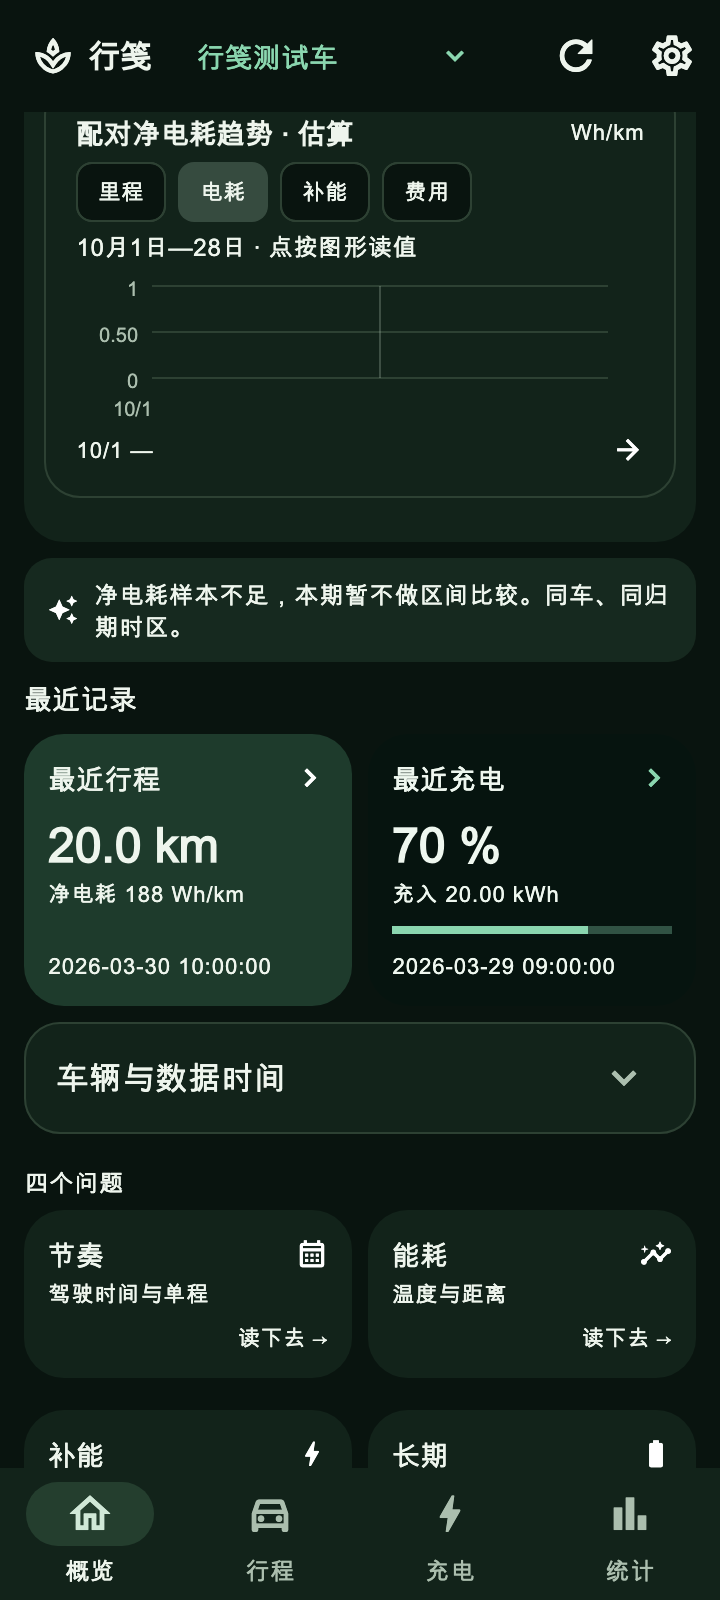 行笺 行笺测试车
配对净电耗趋势 · 估算 Wh/km
里程 电耗 补能 费用
10月1日—28日 · 点按图形读值
1
0.50
0
10/1
10/1 —
净电耗样本不足，本期暂不做区间比较。同车、同归
期时区。
最近记录
最近行程
20.0 km
净电耗 188 Wh/km
2026-03-30 10:00:00
最近充电
70 %
充入 20.00 kWh
2026-03-29 09:00:00
车辆与数据时间
四个问题
节奏
驾驶时间与单程
读下去 →
能耗
温度与距离
读下去 →
补能
长期
概览 行程 充电 统计